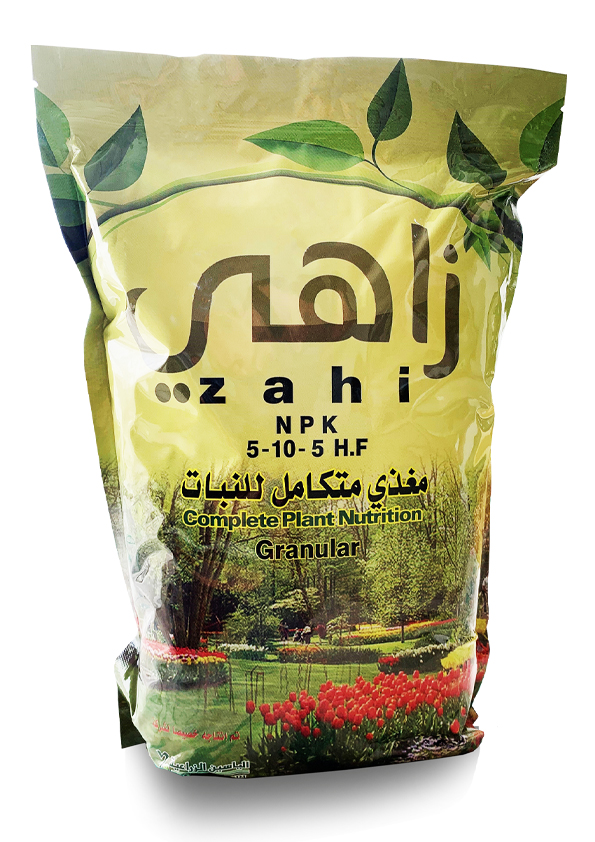 زاهي
zahi
NPK
5-10-5 H.F
مغذي متكامل للنبات
Complete Plant Nutrition
Granular